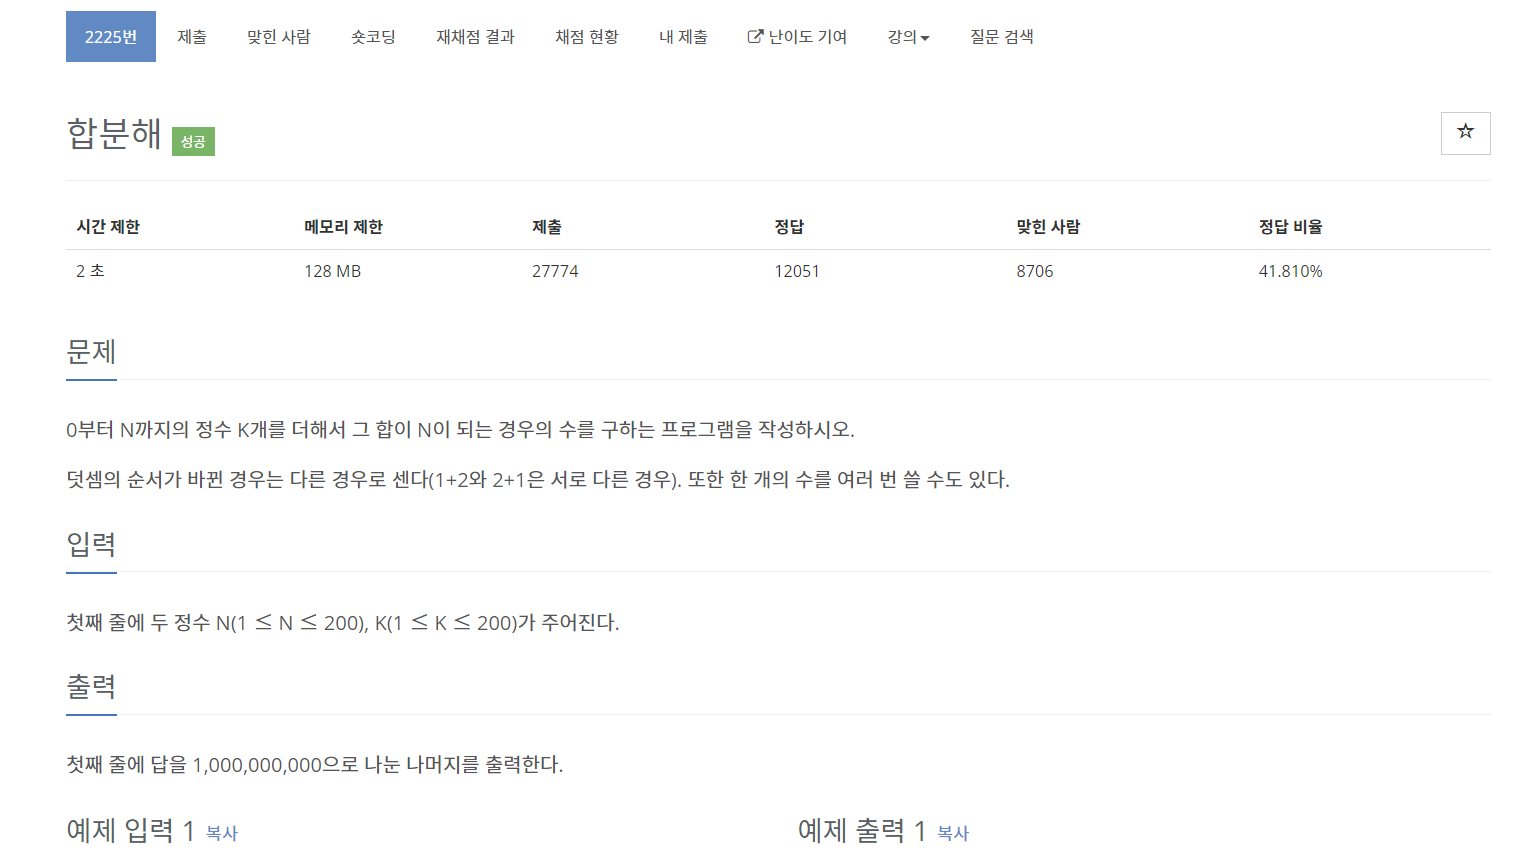 2225번 제출 맞힌 사람 숏코딩 재채점 결과 채점 현황 내 제출 난이도 기여 강의 질문 검색
합분해 성공
시간 제한 메모리 제한 제출 정답 맞힌 사람 정답 비율
2 초 128 MB 27774 12051 8706 41.810%
문제
0부터 N까지의 정수 K개를 더해서 그 합이 N이 되는 경우의 수를 구하는 프로그램을 작성하시오.
덧셈의 순서가 바뀐 경우는 다른 경우로 센다(1+2와 2+1은 서로 다른 경우). 또한 한 개의 수를 여러 번 쓸 수도 있다.
입력
첫째 줄에 두 정수 N(1 ≤ N ≤ 200), K(1 ≤ K ≤ 200)가 주어진다.
출력
첫째 줄에 답을 1,000,000,000으로 나눈 나머지를 출력한다.
예제 입력 1 복사 예제 출력 1 복사